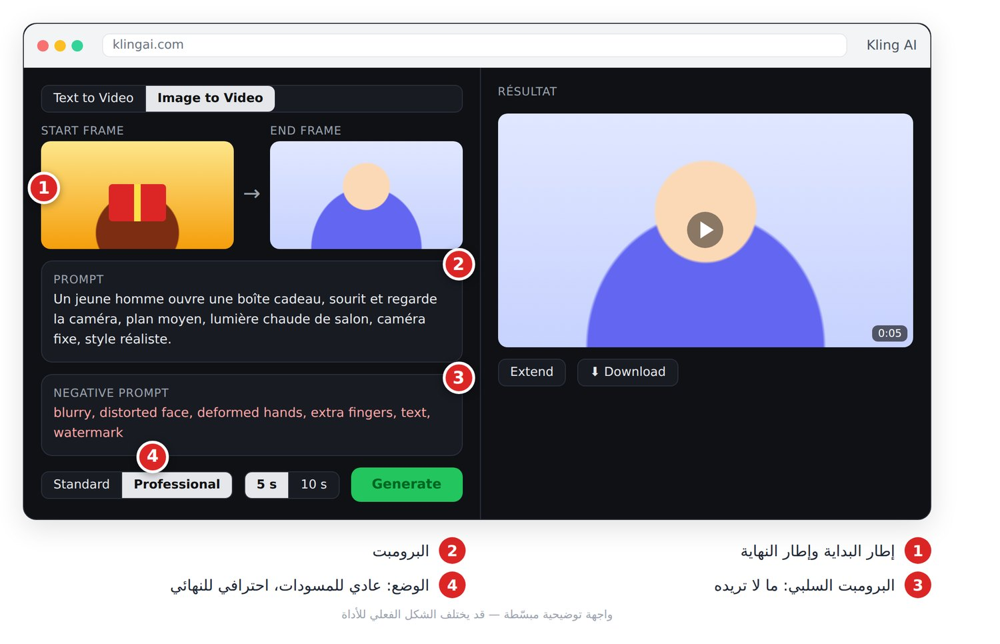 klingai.com
Kling AI
Text to Video
Image to Video
START FRAME
END FRAME
1
→
2
PROMPT
Un jeune homme ouvre une boîte cadeau, sourit et regarde
la caméra, plan moyen, lumière chaude de salon, caméra
fixe, style réaliste.
3
NEGATIVE PROMPT
blurry, distorted face, deformed hands, extra fingers, text,
watermark
4
Standard
Professional
5 s
10 s
Generate
RÉSULTAT
0:05
Extend
⬇ Download
1 إطار البداية وإطار النهاية
2 البرومبت
3 البرومبت السلبي: ما لا تريده
4 الوضع: عادي للمسودات، احترافي للنهائي
واجهة توضيحية مبسّطة — قد يختلف الشكل الفعلي للأداة